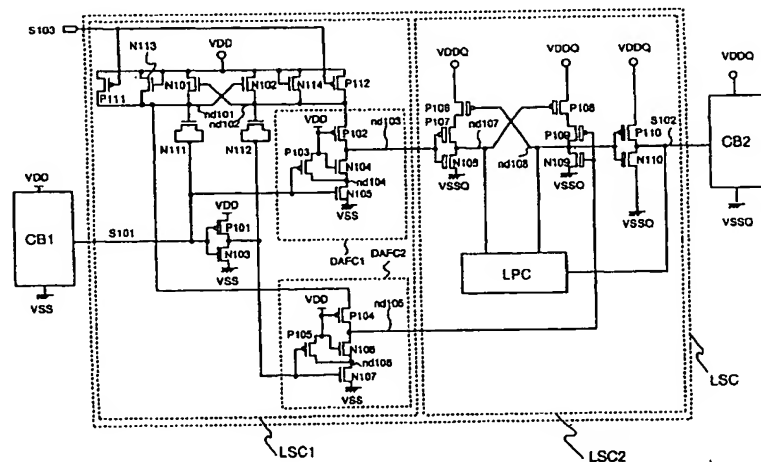 S103
N113
VDD
VDDQ
VDDQ
VDDQ
VDDQ
P111
N101
N102
N114
P112
nd101
nd102
P106
P107
N108
nd107
P108
P109
N109
nd108
P110
S102
N110
CB2
P102
nd103
VDD
P103
N104
nd104
N105
VSS
N111
N112
VDD
CB1
VSS
S101
VDD
P101
N103
VSS
DAFC1
DAFC2
VSSQ
VSSQ
VSSQ
VSSQ
LPC
VDD
P104
nd105
P105
N106
nd106
N107
VSS
LSC
LSC1
LSC2